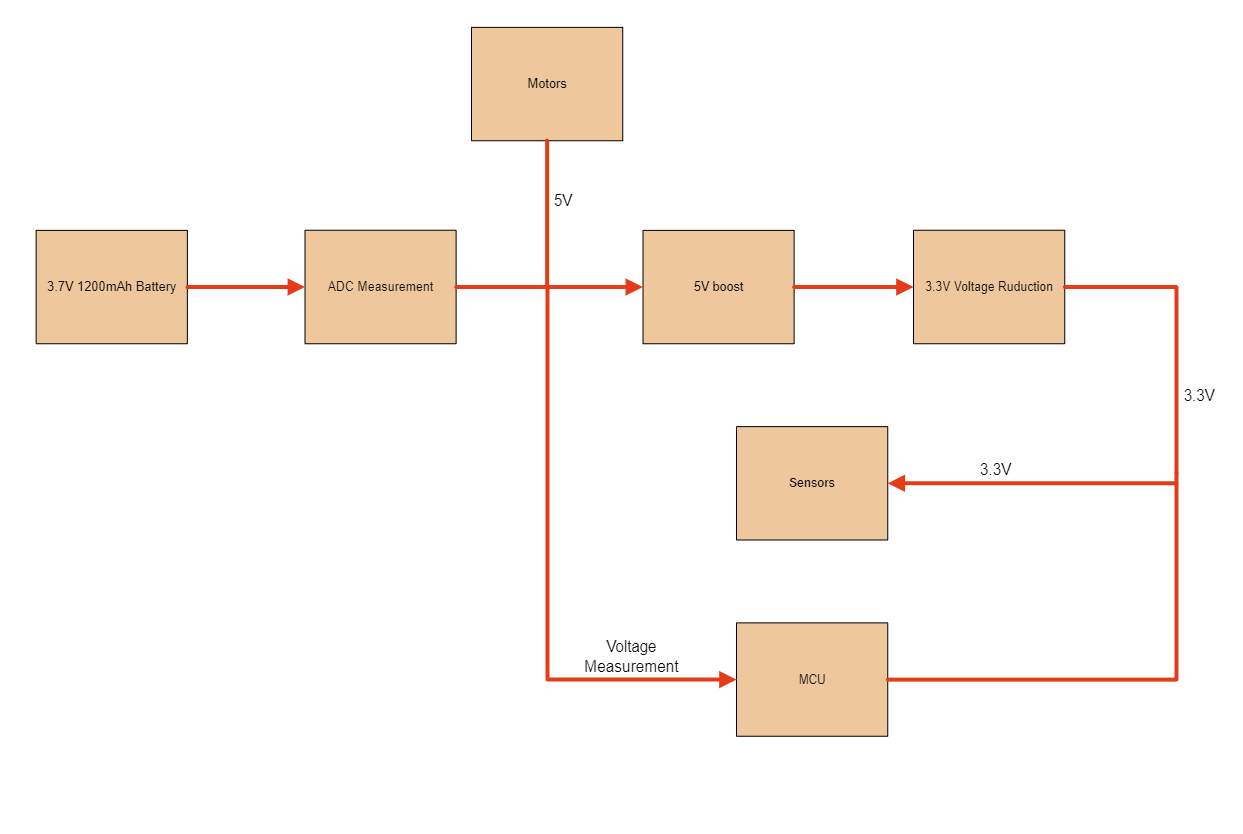 Motors
5V
3.7V 1200mAh Battery
ADC Measurement
5V boost
3.3V Voltage Ruduction
3.3V
3.3V
Sensors
Voltage
Measurement
MCU